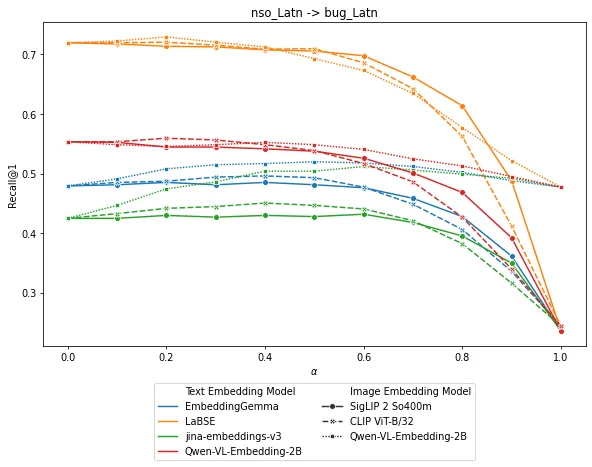 nso_Latn -> bug_Latn
Recall@1
0.7
0.6
0.5
0.4
0.3
0.0 0.2 0.4 0.6 0.8 1.0
α
Text Embedding Model Image Embedding Model
EmbeddingGemma SigLIP 2 So400m
LaBSE CLIP ViT-B/32
jina-embeddings-v3 Qwen-VL-Embedding-2B
Qwen-VL-Embedding-2B